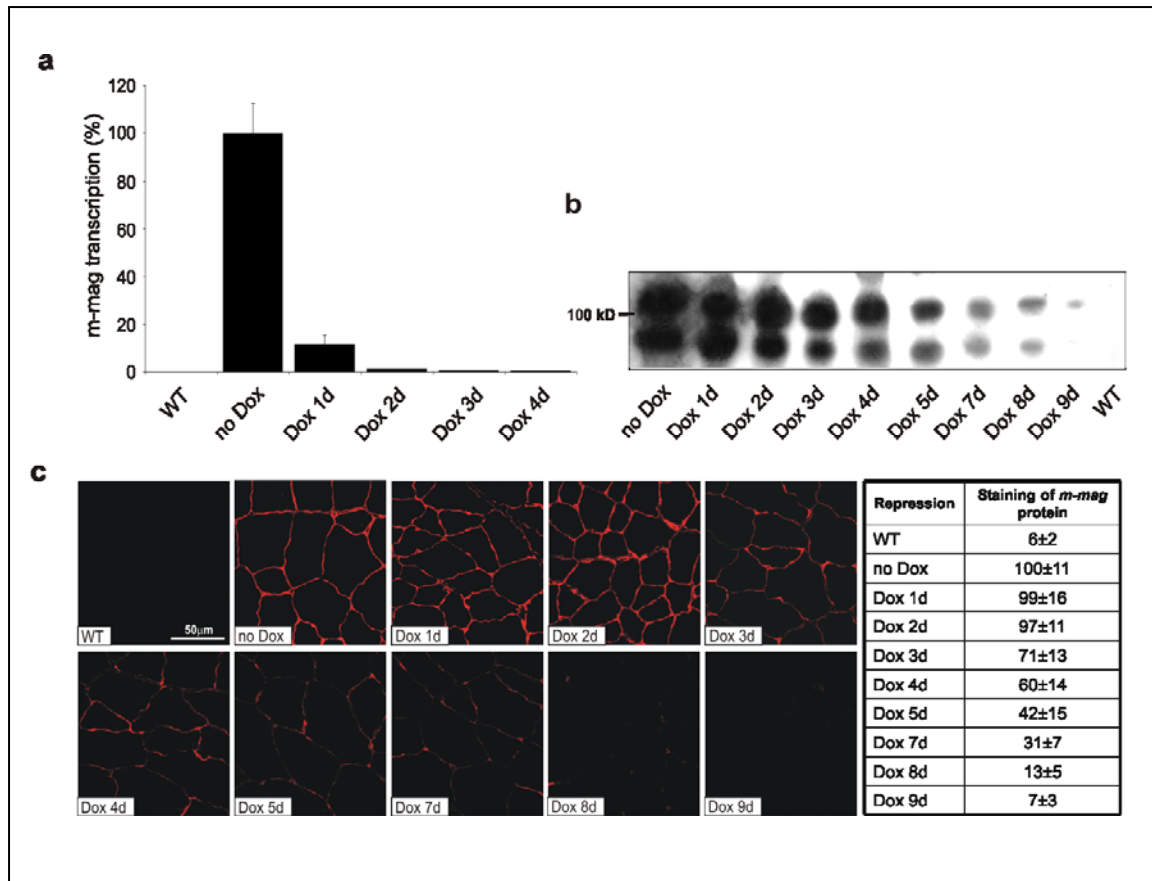 a
120
100
80
60
40
20
0
m-mag transcription (%)
WT
no Dox
Dox 1d
Dox 2d
Dox 3d
Dox 4d
b
100 kD
no Dox
Dox 1d
Dox 2d
Dox 3d
Dox 4d
Dox 5d
Dox 7d
Dox 8d
Dox 9d
WT
c
WT
50µm
no Dox
Dox 1d
Dox 2d
Dox 3d
Dox 4d
Dox 5d
Dox 7d
Dox 8d
Dox 9d
Repression Staining of m-mag
protein
WT 6±2
no Dox 100±11
Dox 1d 99±16
Dox 2d 97±11
Dox 3d 71±13
Dox 4d 60±14
Dox 5d 42±15
Dox 7d 31±7
Dox 8d 13±5
Dox 9d 7±3